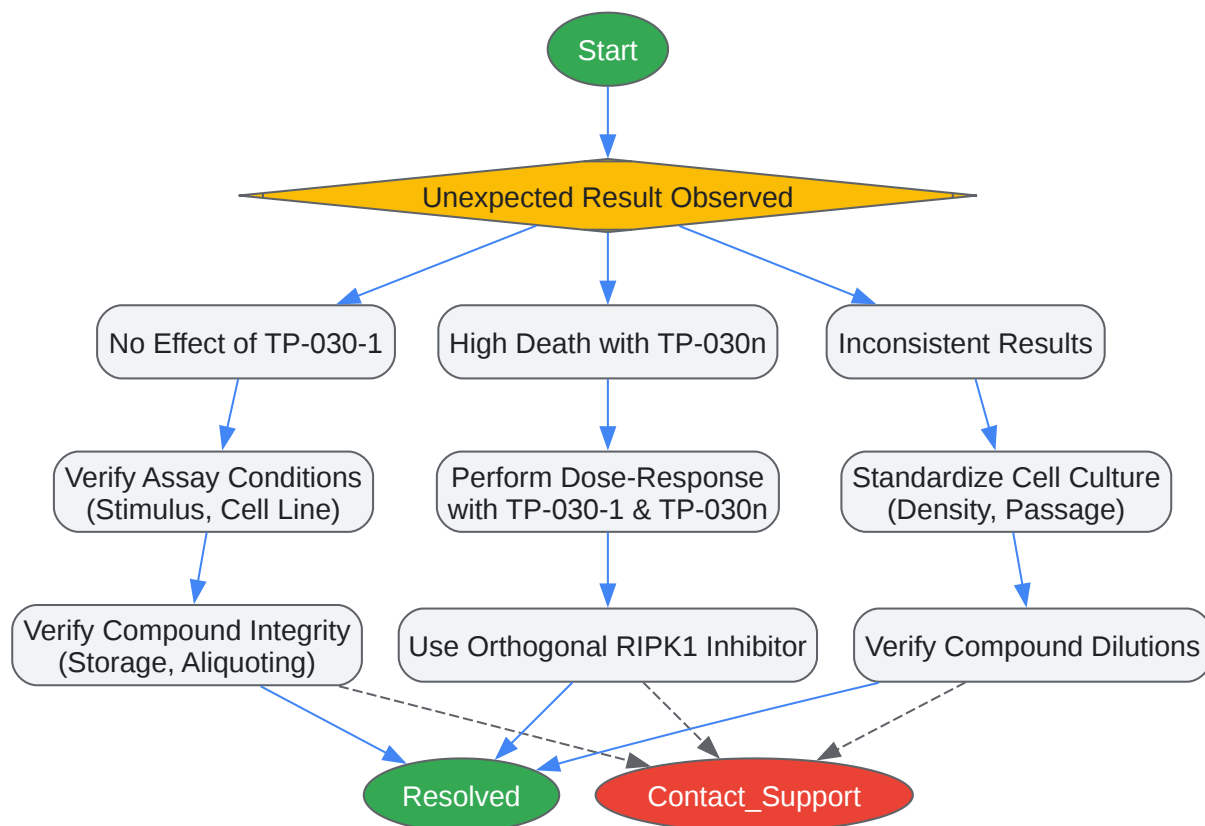 Start
Unexpected Result Observed
No Effect of TP-030-1
High Death with TP-030n
Inconsistent Results
Verify Assay Conditions
(Stimulus, Cell Line)
Perform Dose-Response
with TP-030-1 & TP-030n
Standardize Cell Culture
(Density, Passage)
Verify Compound Integrity
(Storage, Aliquoting)
Use Orthogonal RIPK1 Inhibitor
Verify Compound Dilutions
Resolved
Contact_Support